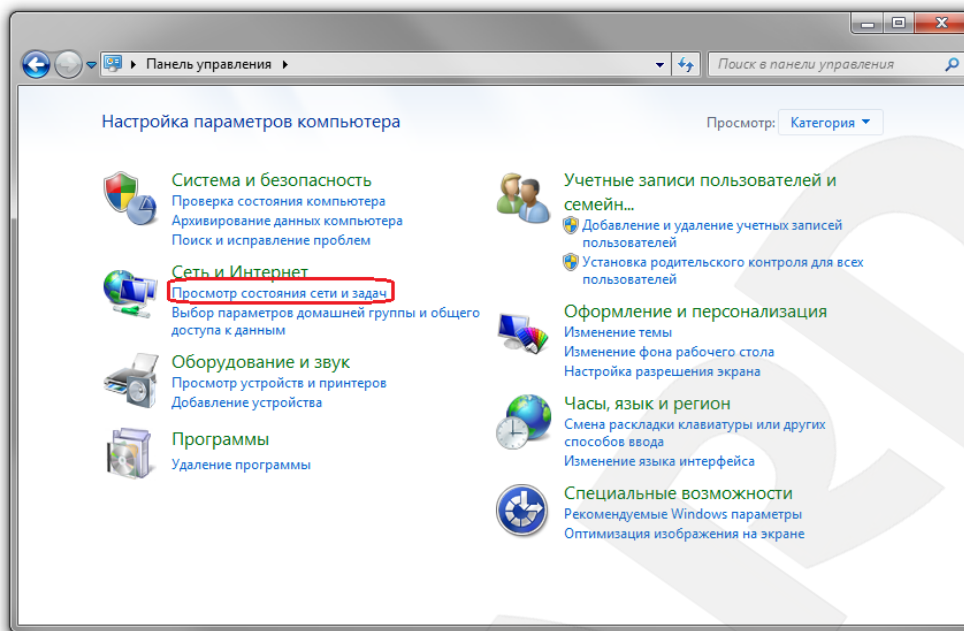 Панель управления
Поиск в панели управления
Настройка параметров компьютера
Просмотр: Категория
Система и безопасность
Проверка состояния компьютера
Архивирование данных компьютера
Поиск и исправление проблем
Сеть и Интернет
Просмотр состояния сети и задач
Выбор параметров домашней группы и общего
доступа к данным
Оборудование и звук
Просмотр устройств и принтеров
Добавление устройства
Программы
Удаление программы
Учетные записи пользователей и
семейн...
Добавление и удаление учетных записей
пользователей
Установка родительского контроля для всех
пользователей
Оформление и персонализация
Изменение темы
Изменение фона рабочего стола
Настройка разрешения экрана
Часы, язык и регион
Смена раскладки клавиатуры или других
способов ввода
Изменение языка интерфейса
Специальные возможности
Рекомендуемые Windows параметры
Оптимизация изображения на экране